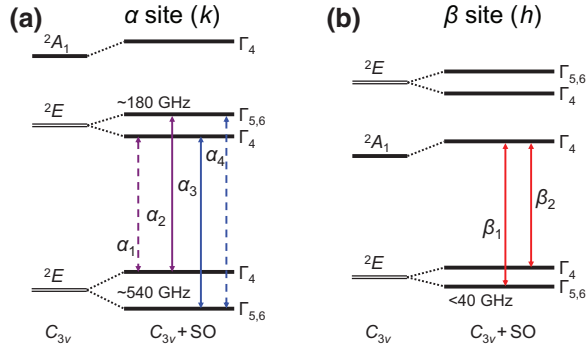 (a) α site (k)
²A₁
Γ₄
²E
~180 GHz
Γ₅,₆
Γ₄
α₁
α₂
α₃
α₄
²E
~540 GHz
Γ₄
Γ₅,₆
C₃ᵥ
C₃ᵥ + SO
(b) β site (h)
²E
Γ₅,₆
Γ₄
²A₁
Γ₄
β₁
β₂
²E
<40 GHz
Γ₄
Γ₅,₆
C₃ᵥ
C₃ᵥ + SO